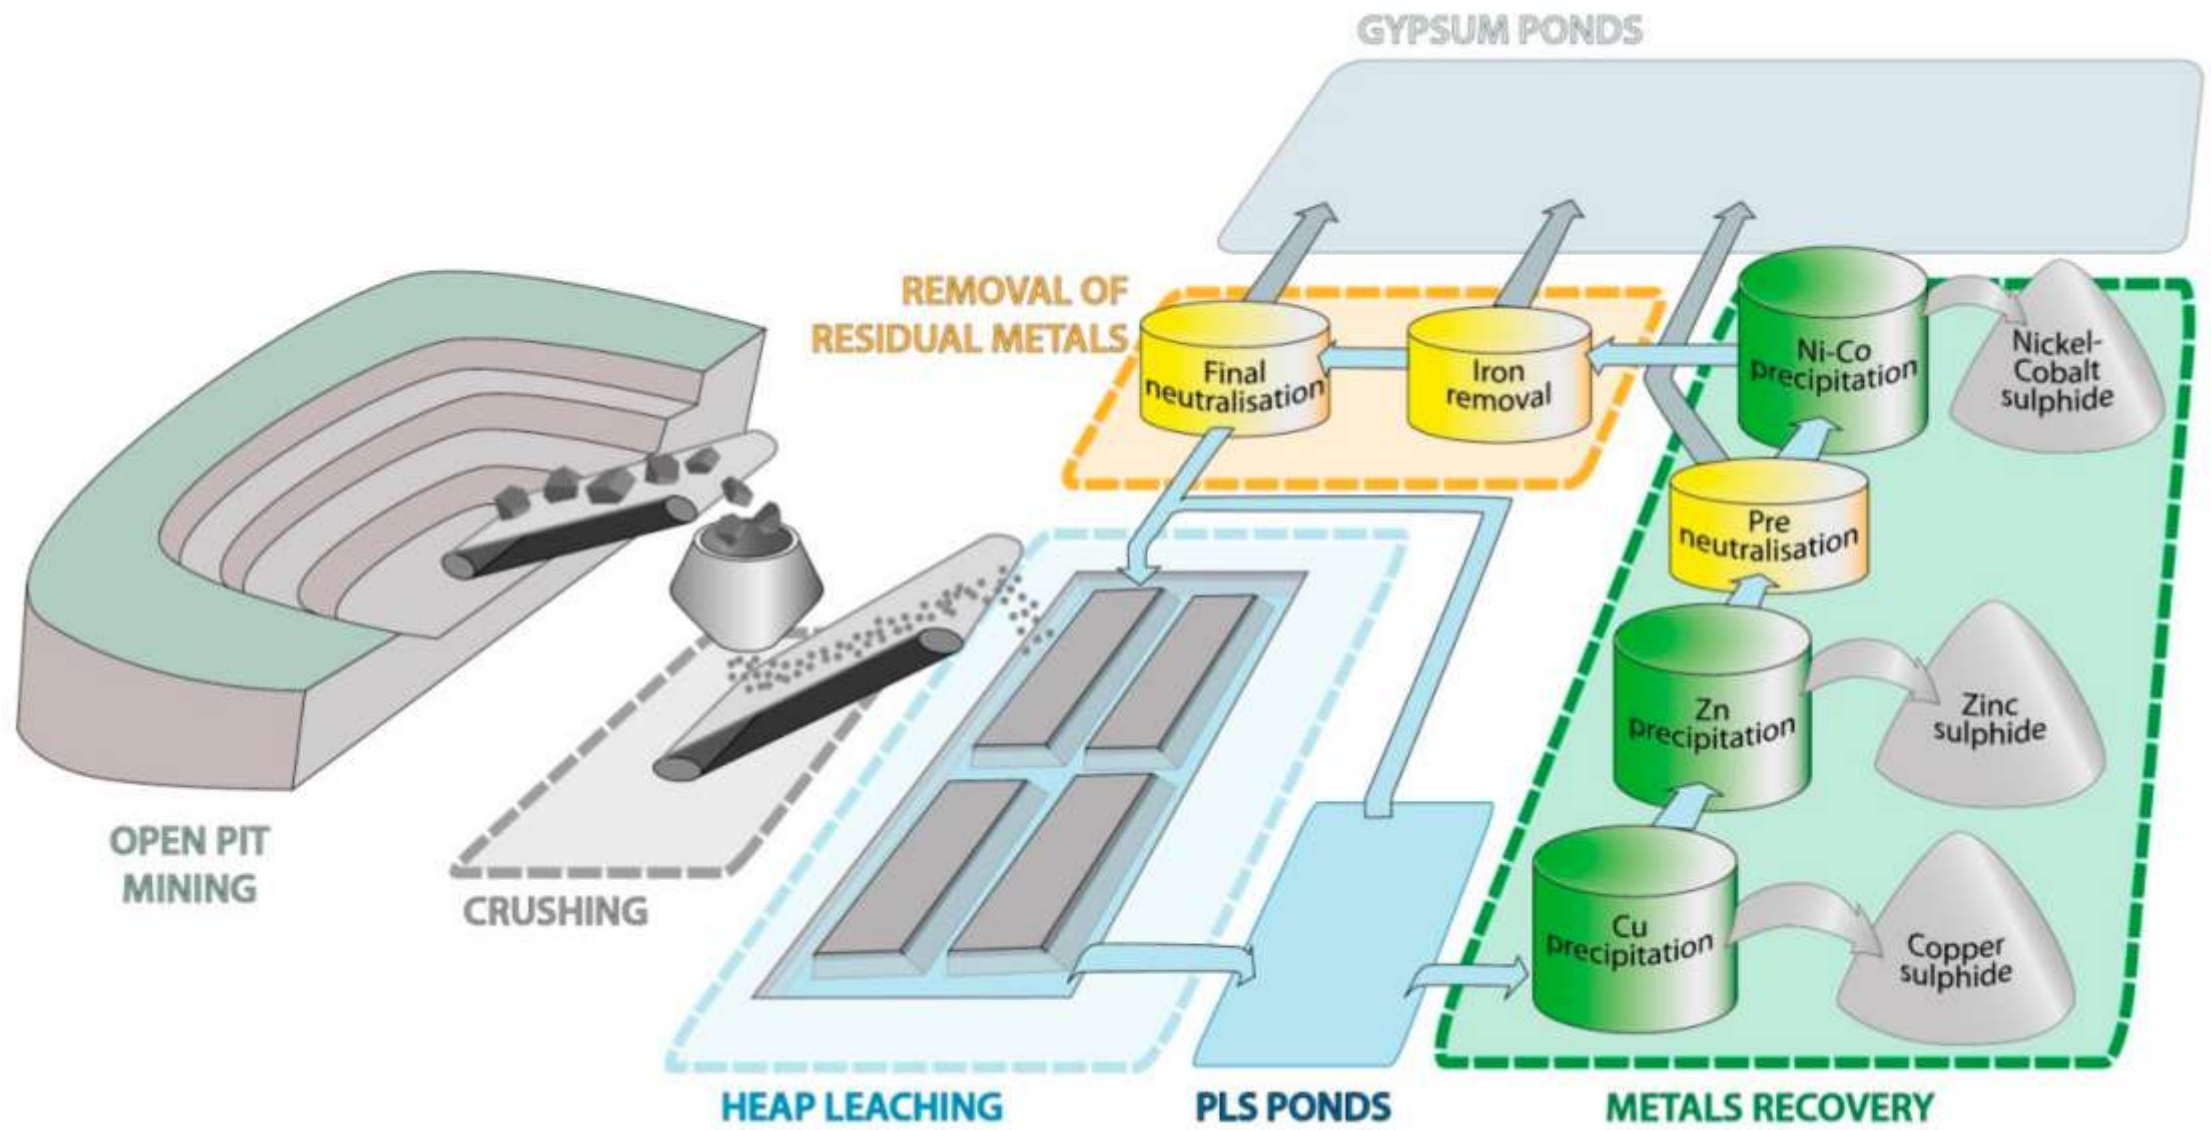 GYPSUM PONDS
REMOVAL OF
RESIDUAL METALS
Final
neutralisation
Iron
removal
Ni-Co
precipitation
Nickel-
Cobalt
sulphide
Pre
neutralisation
Zn
precipitation
Zinc
sulphide
Cu
precipitation
Copper
sulphide
OPEN PIT
MINING
CRUSHING
HEAP LEACHING
PLS PONDS
METALS RECOVERY